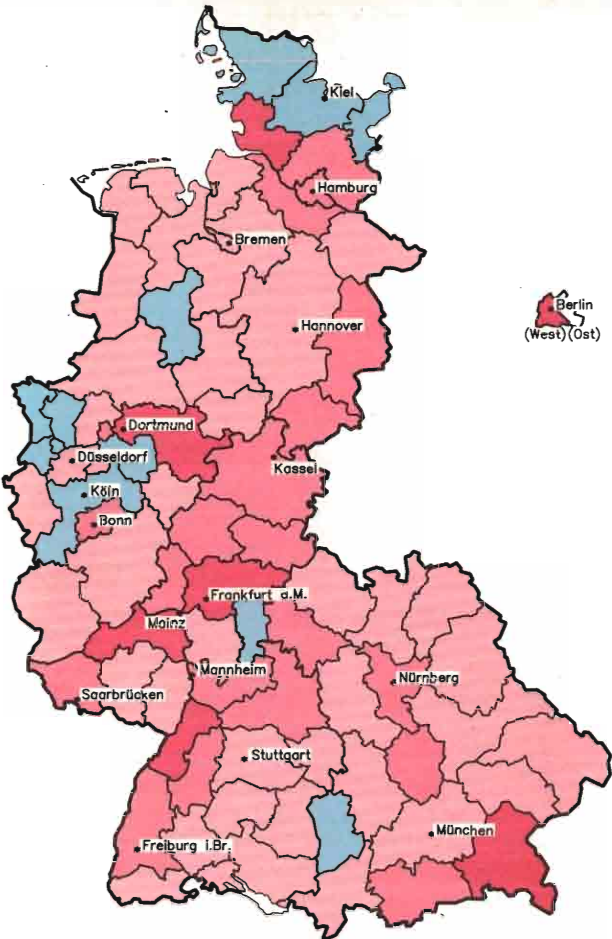 Kiel
Hamburg
Bremen
Hannover
Berlin
(West) (Ost)
Dortmund
Düsseldorf
Kassel
Köln
Bonn
Frankfurt a.M.
Mainz
Mannheim
Nürnberg
Saarbrücken
Stuttgart
München
Freiburg i.Br.